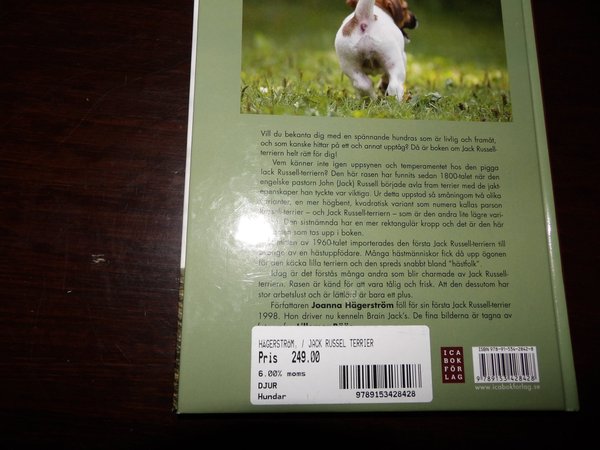 Vill du bekanta dig med en spännande hundras som är livlig och framåt,
och som kanske hittar på ett och annat upptåg? Då är boken om Jack Russell-
terriern helt rätt för dig!
Vem känner inte igen uppsynen och temperamentet hos den pigga
Jack Russell-terriern? Den här rasen har funnits sedan 1800-talet när den
engelske pastorn John (Jack) Russell började avla fram terrier med de jakt-
egenskaper han tyckte var viktiga. Ur detta uppstod så småningom två olika
varianter, en mer högbent, kvadratisk variant som numera kallas parson
Russell-terrier – och Jack Russell-terriern – som är den andra lite lägre vari-
Den sistnämnda har en mer rektangulär kropp och det är den här
som tas upp i boken.
av 1960-talet importerades den första Jack Russell-terriern till
av en hästuppfödare. Många hästmänniskor fick då upp ögonen
för den käcka lilla terriern och den spreds snabbt bland "hästfolk".
Idag är det förstås många andra som blir charmade av Jack Russell-
terriern. Rasen är känd för att vara tålig och frisk. Att den dessutom har
stor arbetslust och är lättlärd är bara ett plus.
Författaren Joanna Hägerström föll för sin första Jack Russell-terrier
1998. Hon driver nu kenneln Brain Jack's. De fina bilderna är tagna av
HÄGERSTRÖM, / JACK RUSSEL TERRIER
Pris 249.00
6.00% moms
DJUR
Hundar
9789153428428
ICA
BOK
FÖR
LAG
ISBN 978-91-534-2842-8
9789153428428
www.icabokforlag.se